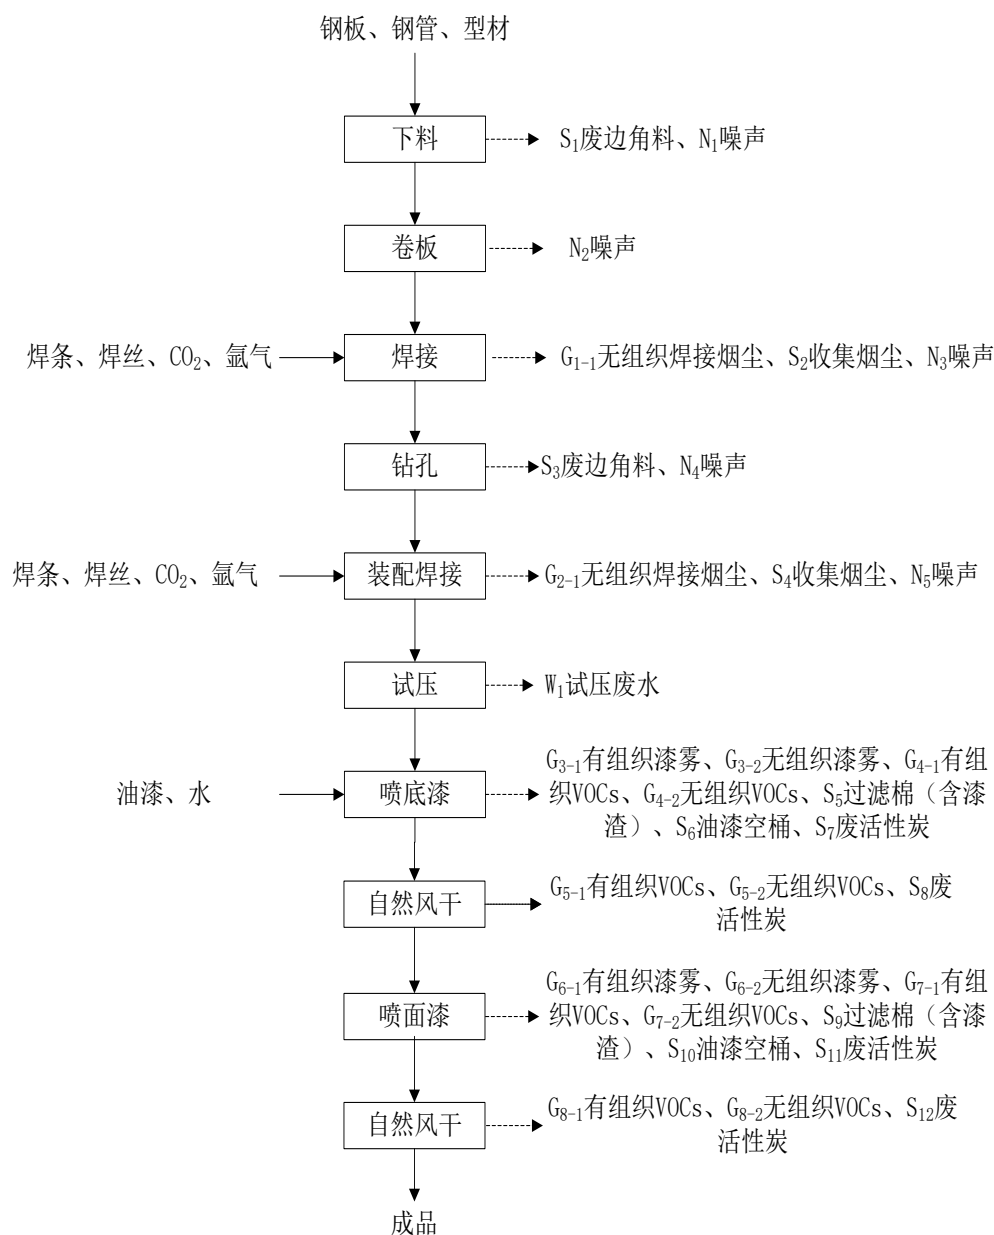 钢板、钢管、型材
下料
S₁废边角料、N₁噪声
卷板
N₂噪声
焊条、焊丝、CO₂、氩气
焊接
G₁₋₁无组织焊接烟尘、S₂收集烟尘、N₃噪声
钻孔
S₃废边角料、N₄噪声
焊条、焊丝、CO₂、氩气
装配焊接
G₂₋₁无组织焊接烟尘、S₄收集烟尘、N₅噪声
试压
W₁试压废水
油漆、水
喷底漆
G₃₋₁有组织漆雾、G₃₋₂无组织漆雾、G₄₋₁有组
织VOCs、G₄₋₂无组织VOCs、S₅过滤棉（含漆
渣）、S₆油漆空桶、S₇废活性炭
自然风干
G₅₋₁有组织VOCs、G₅₋₂无组织VOCs、S₈废
活性炭
喷面漆
G₆₋₁有组织漆雾、G₆₋₂无组织漆雾、G₇₋₁有组
织VOCs、G₇₋₂无组织VOCs、S₉过滤棉（含漆
渣）、S₁₀油漆空桶、S₁₁废活性炭
自然风干
G₈₋₁有组织VOCs、G₈₋₂无组织VOCs、S₁₂废
活性炭
成品